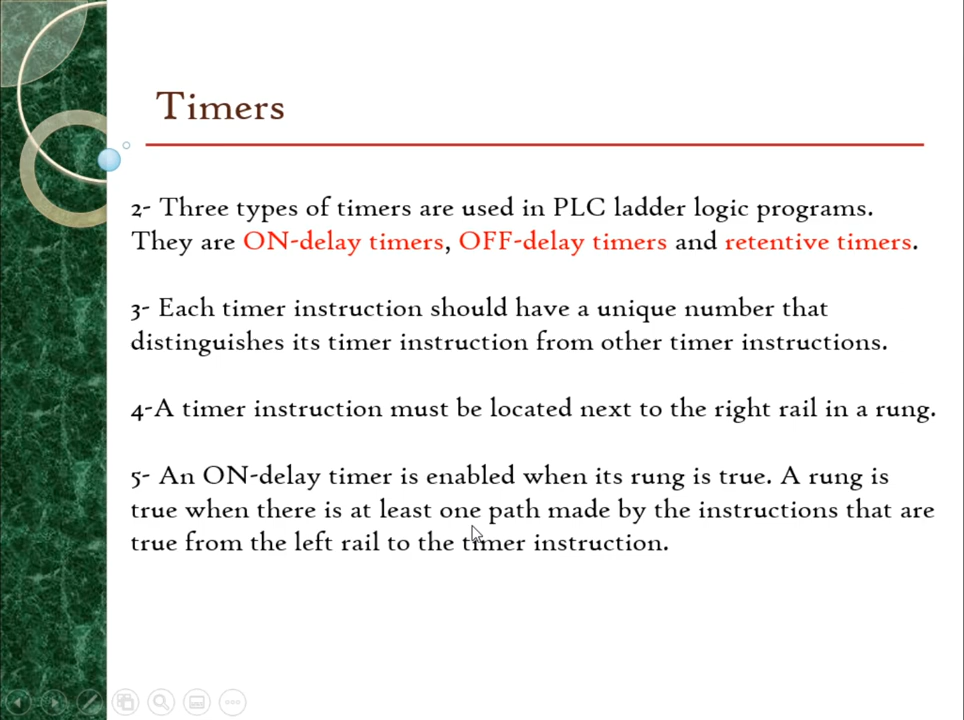 Timers
2- Three types of timers are used in PLC ladder logic programs.
They are ON-delay timers, OFF-delay timers and retentive timers.
3- Each timer instruction should have a unique number that
distinguishes its timer instruction from other timer instructions.
4-A timer instruction must be located next to the right rail in a rung.
5- An ON-delay timer is enabled when its rung is true. A rung is
true when there is at least one path made by the instructions that are
true from the left rail to the timer instruction.